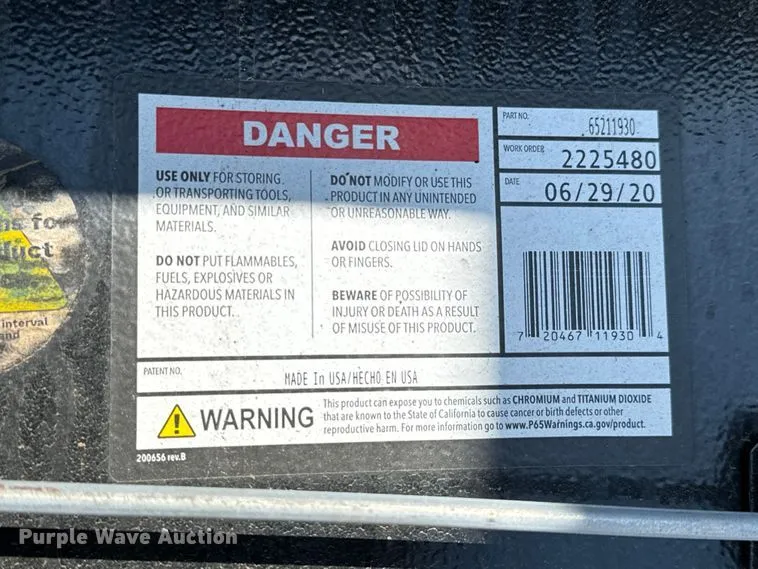 DANGER
USE ONLY FOR STORING
OR TRANSPORTING TOOLS,
EQUIPMENT, AND SIMILAR
MATERIALS.
DO NOT PUT FLAMMABLES,
FUELS, EXPLOSIVES OR
HAZARDOUS MATERIALS IN
THIS PRODUCT.
DO NOT MODIFY OR USE THIS
PRODUCT IN ANY UNINTENDED
OR UNREASONABLE WAY.
AVOID CLOSING LID ON HANDS
OR FINGERS.
BEWARE OF POSSIBILITY OF
INJURY OR DEATH AS A RESULT
OF MISUSE OF THIS PRODUCT.
PART NO.
65211930
WORK ORDER
2225480
DATE
06/29/20
7 20467 11930 4
PATENT NO.
MADE In USA/HECHO EN USA
WARNING
This product can expose you to chemicals such as CHROMIUM and TITANIUM DIOXIDE
that are known to the State of California to cause cancer or birth defects or other
reproductive harm. For more information go to www.P65Warnings.ca.gov/product.
200656 rev.B
for
interval
and
Purple Wave Auction